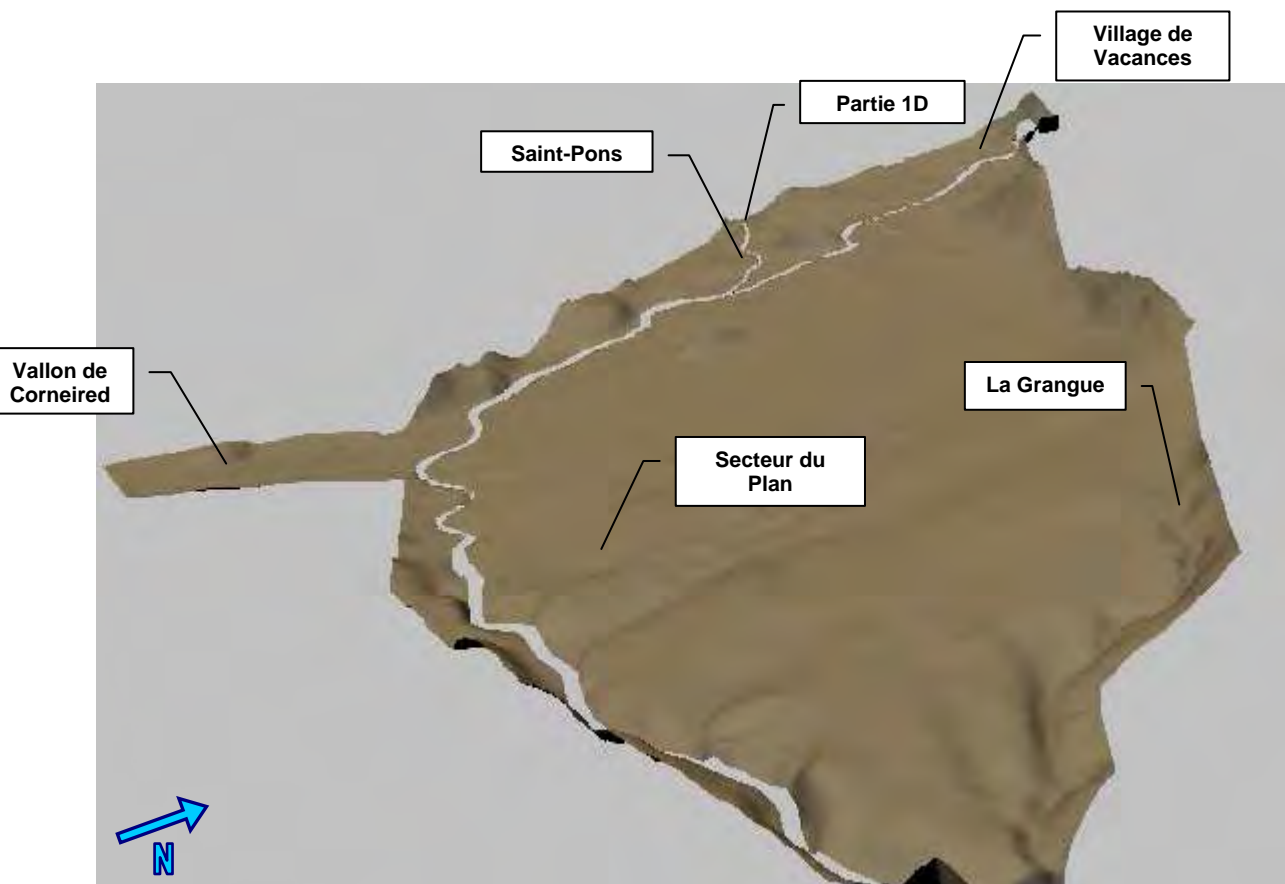 Village de
Vacances
Partie 1D
Saint-Pons
Vallon de
Corneired
La Grangue
Secteur du
Plan
N